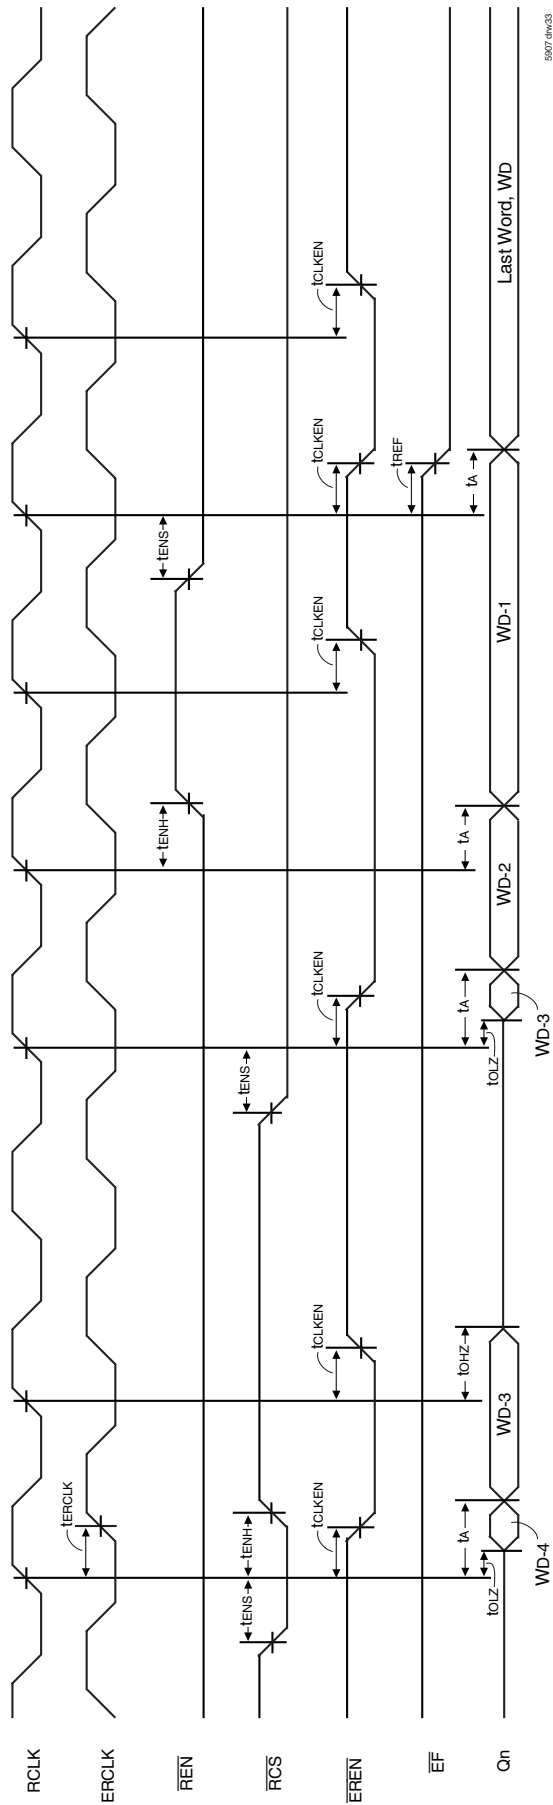 RCLK
ERCLK
tERCLK
REN
tENH
tENS
RCS
tENS
tENH
tENS
EREN
tCLKEN
tCLKEN
tCLKEN
tCLKEN
tCLKEN
tCLKEN
EF
tREF
Qn
tOLZ
tA
WD-4
WD-3
tOHZ
tOLZ
tA
WD-3
WD-2
tA
WD-1
tA
Last Word, WD
5907 drw33